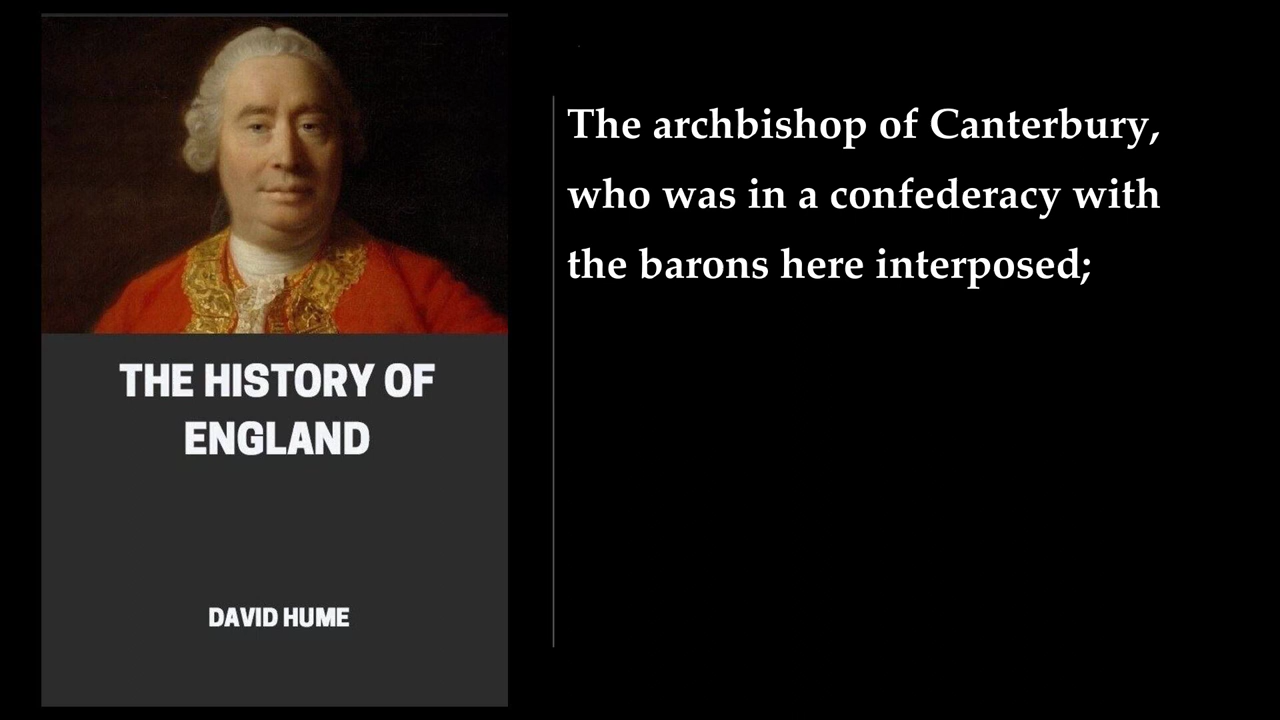 THE HISTORY OF
ENGLAND
DAVID HUME
The archbishop of Canterbury,
who was in a confederacy with
the barons here interposed;